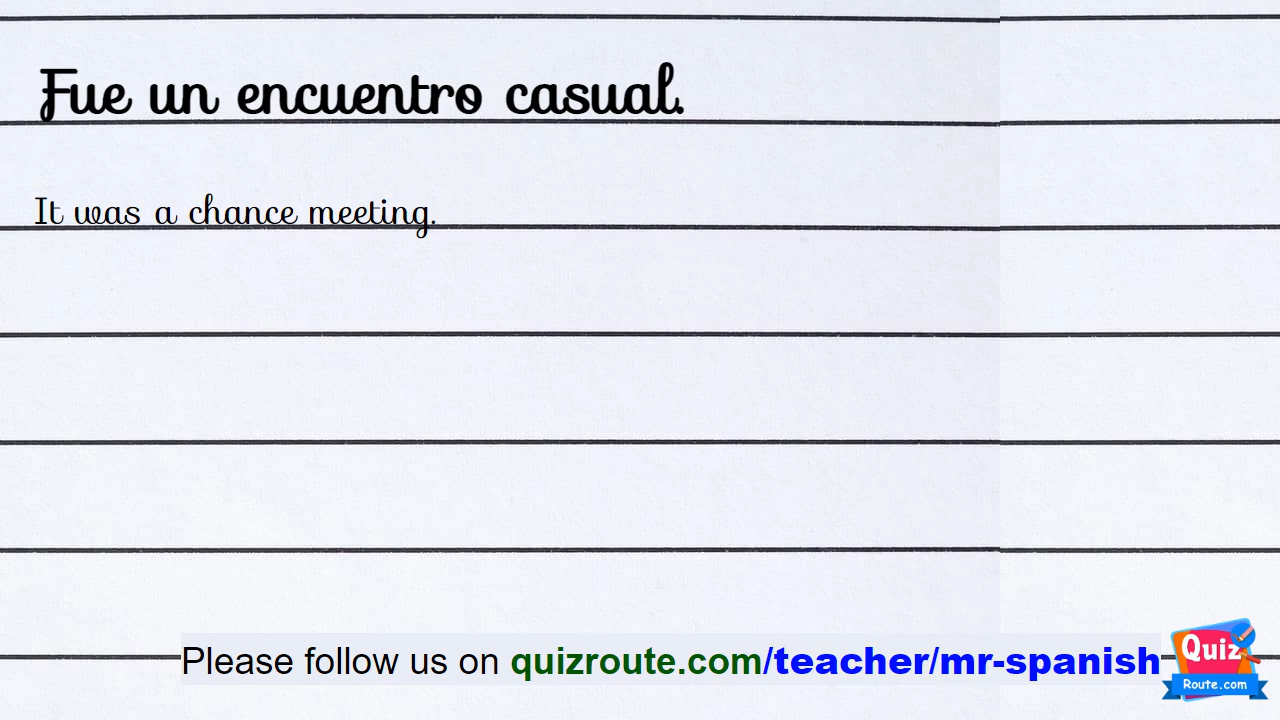 Fue un encuentro casual.
It was a chance meeting.
Please follow us on quizroute.com/teacher/mr-spanish
Quiz
Route.com